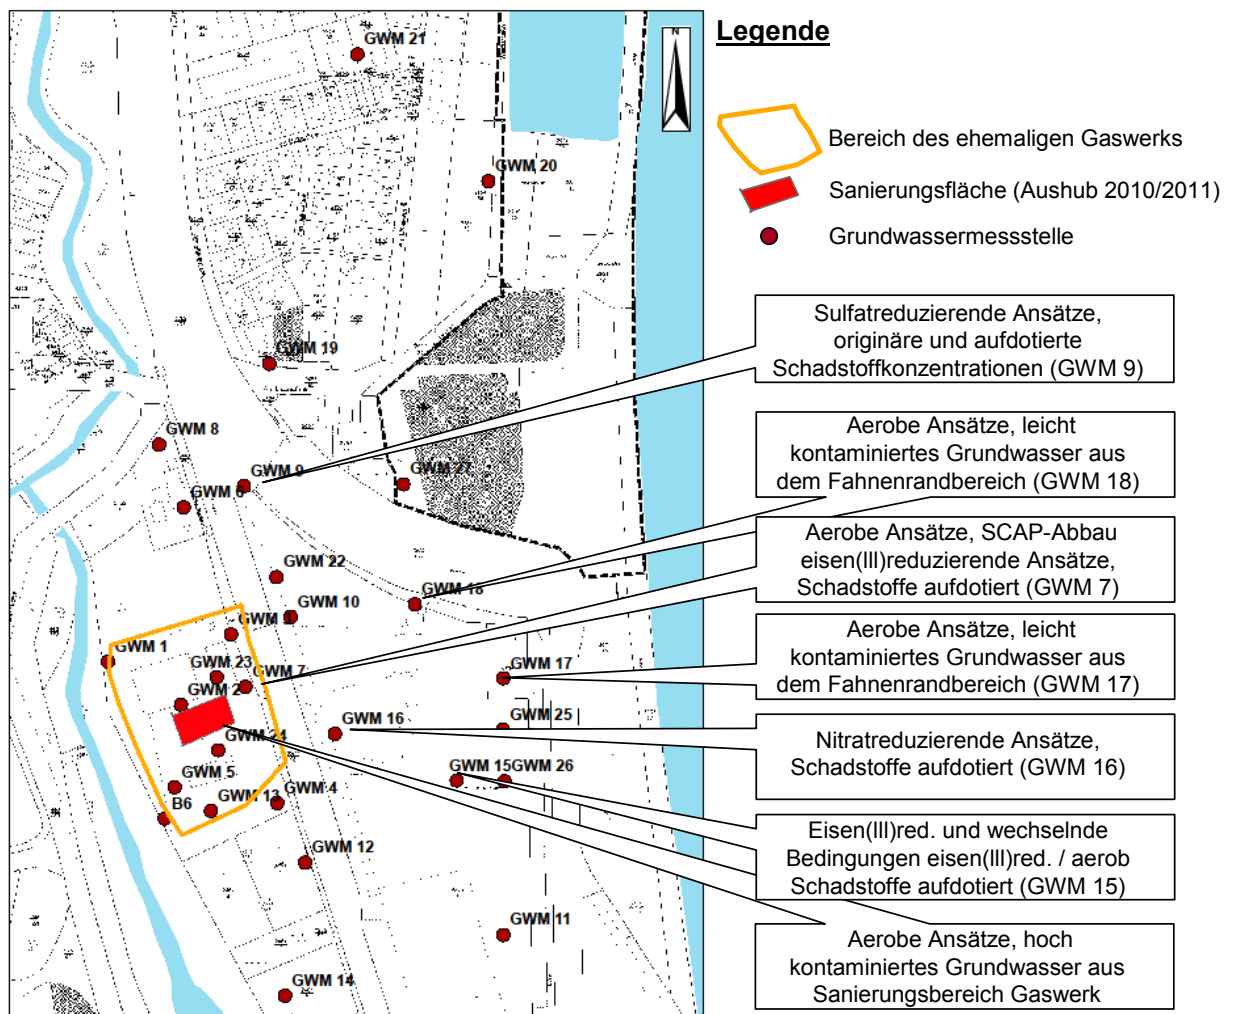 Legende
N
Bereich des ehemaligen Gaswerks
Sanierungsfläche (Aushub 2010/2011)
Grundwassermessstelle
Sulfatreduzierende Ansätze,
originäre und aufdotierte
Schadstoffkonzentrationen (GWM 9)
Aerobe Ansätze, leicht
kontaminiertes Grundwasser aus
dem Fahnenrandbereich (GWM 18)
Aerobe Ansätze, SCAP-Abbau
eisen(III)reduzierende Ansätze,
Schadstoffe aufdotiert (GWM 7)
Aerobe Ansätze, leicht
kontaminiertes Grundwasser aus
dem Fahnenrandbereich (GWM 17)
Nitratreduzierende Ansätze,
Schadstoffe aufdotiert (GWM 16)
Eisen(III)red. und wechselnde
Bedingungen eisen(III)red. / aerob
Schadstoffe aufdotiert (GWM 15)
Aerobe Ansätze, hoch
kontaminiertes Grundwasser aus
Sanierungsbereich Gaswerk
GWM 21
GWM 20
GWM 19
GWM 8
GWM 9
GWM 27
GWM 6
GWM 22
GWM 18
GWM 10
GWM 3
GWM 1
GWM 23
GWM 7
GWM 17
GWM 2
GWM 16
GWM 25
GWM 24
GWM 5
GWM 15
GWM 26
B6
GWM 13
GWM 4
GWM 12
GWM 11
GWM 14